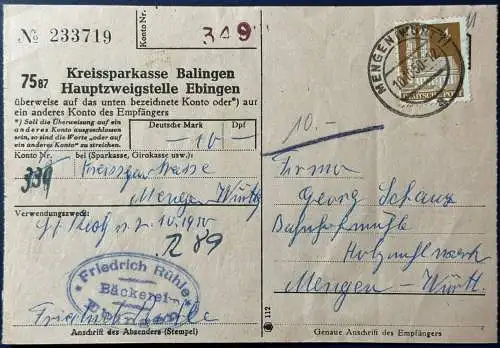 № 233719
Konto Nr.
349
7587
Kreissparkasse Balingen
Hauptzweigstelle Ebingen
überweise auf das unten bezeichnete Konto oder*) auf
ein anderes Konto des Empfängers
*) Soll die Überweisung auf ein
anderes Konto ausgeschlossen
sein, so sind die Worte „oder auf
ein anderes Konto" zu streichen.
Deutsche Mark Dpf
-10-
Konto Nr. bei (Sparkasse, Girokasse usw.):
339 Kreissparkasse
Mengen Württ
Verwendungszweck:
R 89
Friedrich Rühle
Bäckerei
Anschrift des Absenders (Stempel)
MENGEN (WÜRTT)
10.-
Firma
Georg Schanz
Bahnhofmühle
Mengen - Württ.
112
Genaue Anschrift des Empfängers